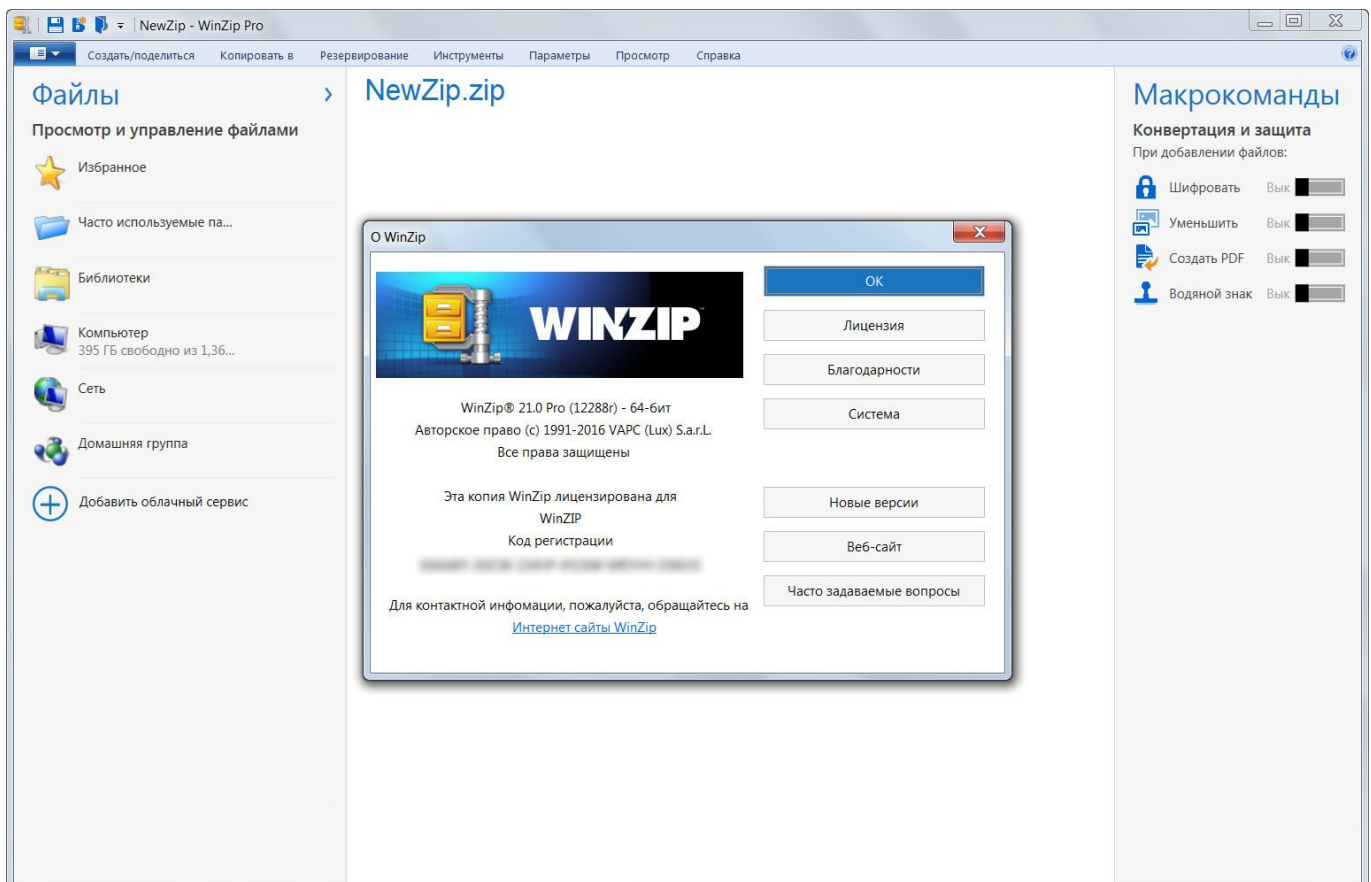 NewZip - WinZip Pro
Создать/поделиться Копировать в Резервирование Инструменты Параметры Просмотр Справка
Файлы
Просмотр и управление файлами
Избранное
Часто используемые па...
Библиотеки
Компьютер
395 ГБ свободно из 1,36...
Сеть
Домашняя группа
Добавить облачный сервис
NewZip.zip
О WinZip
WINZIP
WinZip® 21.0 Pro (12288r) - 64-бит
Авторское право (c) 1991-2016 VAPC (Lux) S.a.r.L.
Все права защищены
Эта копия WinZip лицензирована для
WinZIP
Код регистрации
Для контактной инфомации, пожалуйста, обращайтесь на
Интернет сайты WinZip
ОК
Лицензия
Благодарности
Система
Новые версии
Веб-сайт
Часто задаваемые вопросы
Макрокоманды
Конвертация и защита
При добавлении файлов:
Шифровать Вык
Уменьшить Вык
Создать PDF Вык
Водяной знак Вык